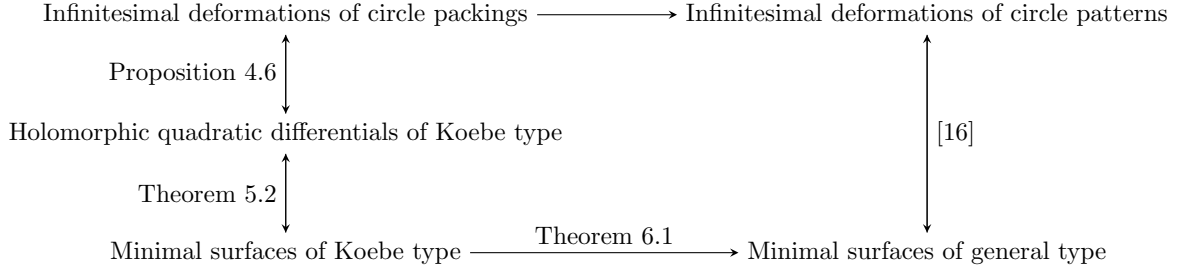 Infinitesimal deformations of circle packings
Infinitesimal deformations of circle patterns
Proposition 4.6
Holomorphic quadratic differentials of Koebe type
[16]
Theorem 5.2
Theorem 6.1
Minimal surfaces of Koebe type
Minimal surfaces of general type